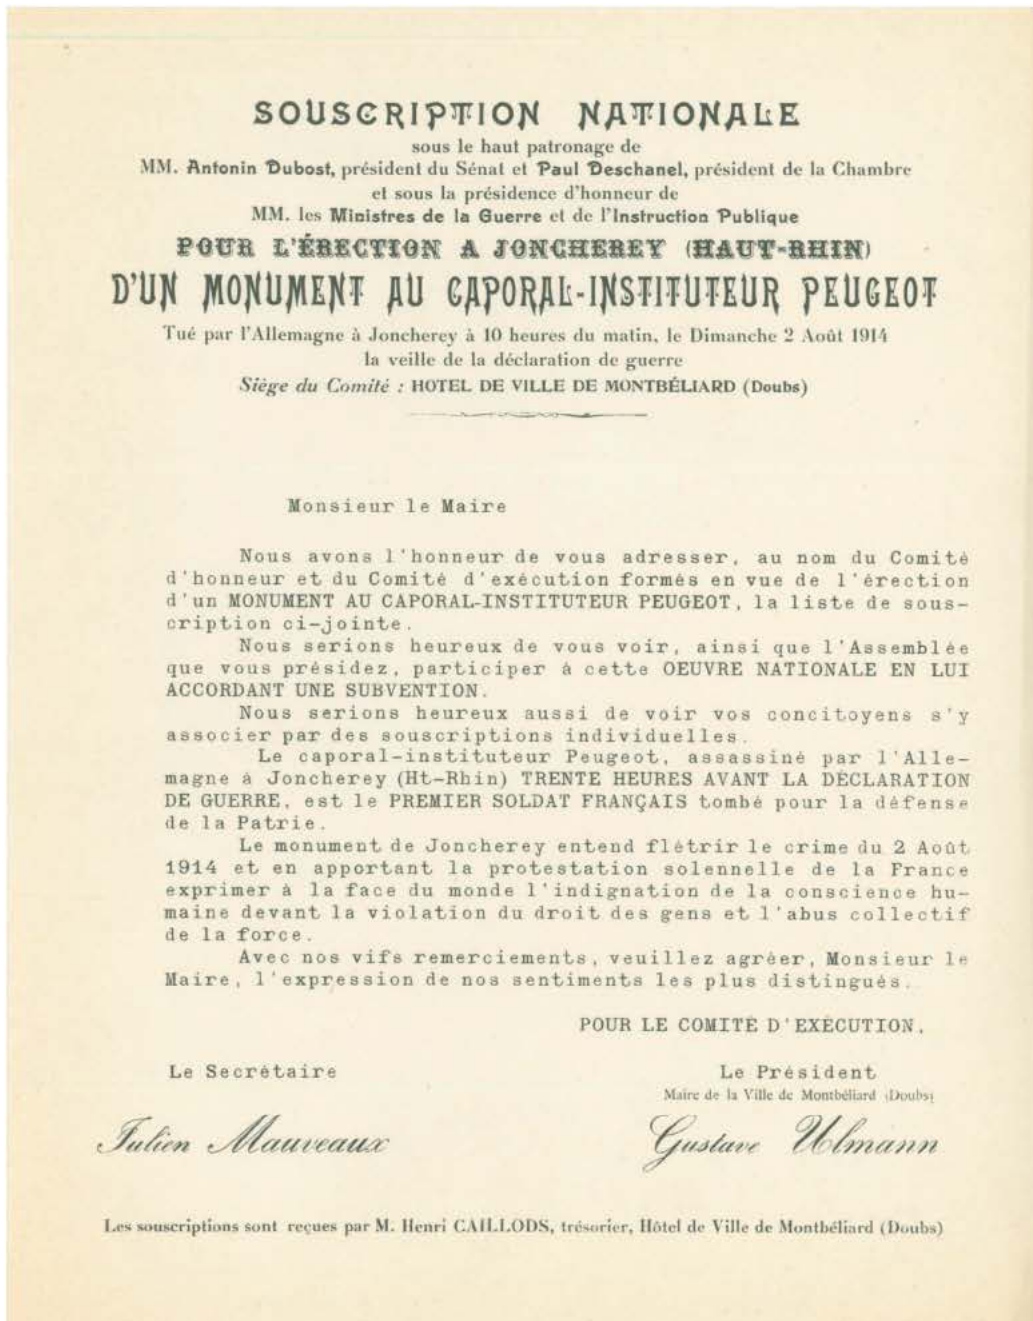 SOUSCRIPTION NATIONALE
sous le haut patronage de
MM. Antonin Dubost, président du Sénat et Paul Deschanel, président de la Chambre
et sous la présidence d'honneur de
MM. les Ministres de la Guerre et de l'Instruction Publique
POUR L'ÉRECTION A JONCHEREY (HAUT-RHIN)
D'UN MONUMENT AU CAPORAL-INSTITUTEUR PEUGEOT
Tué par l'Allemagne à Joncherey à 10 heures du matin, le Dimanche 2 Août 1914
la veille de la déclaration de guerre
Siège du Comité : HOTEL DE VILLE DE MONTBÉLIARD (Doubs)
Monsieur le Maire
Nous avons l'honneur de vous adresser, au nom du Comité
d'honneur et du Comité d'exécution formés en vue de l'érection
d'un MONUMENT AU CAPORAL-INSTITUTEUR PEUGEOT, la liste de sous-
cription ci-jointe.
Nous serions heureux de vous voir, ainsi que l'Assemblée
que vous présidez, participer à cette OEUVRE NATIONALE EN LUI
ACCORDANT UNE SUBVENTION.
Nous serions heureux aussi de voir vos concitoyens s'y
associer par des souscriptions individuelles.
Le caporal-instituteur Peugeot, assassiné par l'Alle-
magne à Joncherey (Ht-Rhin) TRENTE HEURES AVANT LA DÉCLARATION
DE GUERRE, est le PREMIER SOLDAT FRANÇAIS tombé pour la défense
de la Patrie.
Le monument de Joncherey entend flétrir le crime du 2 Août
1914 et en apportant la protestation solennelle de la France
exprimer à la face du monde l'indignation de la conscience hu-
maine devant la violation du droit des gens et l'abus collectif
de la force.
Avec nos vifs remerciements, veuillez agréer, Monsieur le
Maire, l'expression de nos sentiments les plus distingués.
POUR LE COMITÉ D'EXÉCUTION,
Le Secrétaire
Le Président
Maire de la Ville de Montbéliard (Doubs)
Julien Mauveaux
Gustave Ulmann
Les souscriptions sont reçues par M. Henri CAILLODS, trésorier, Hôtel de Ville de Montbéliard (Doubs)